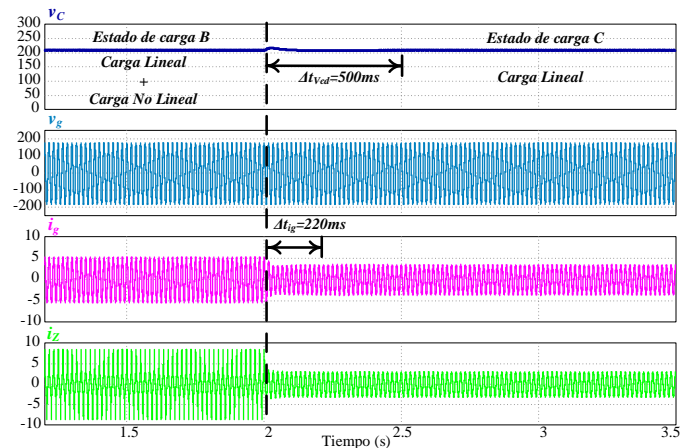 v_C
300
Estado de carga B
Estado de carga C
250
200
Carga Lineal
150
+
Δt_Vcd=500ms
Carga Lineal
100
Carga No Lineal
50
0
v_g
200
100
0
-100
-200
i_g
Δt_ig=220ms
10
5
0
-5
-10
i_Z
10
5
0
-5
-10
1.5
2
2.5
3
3.5
Tiempo (s)